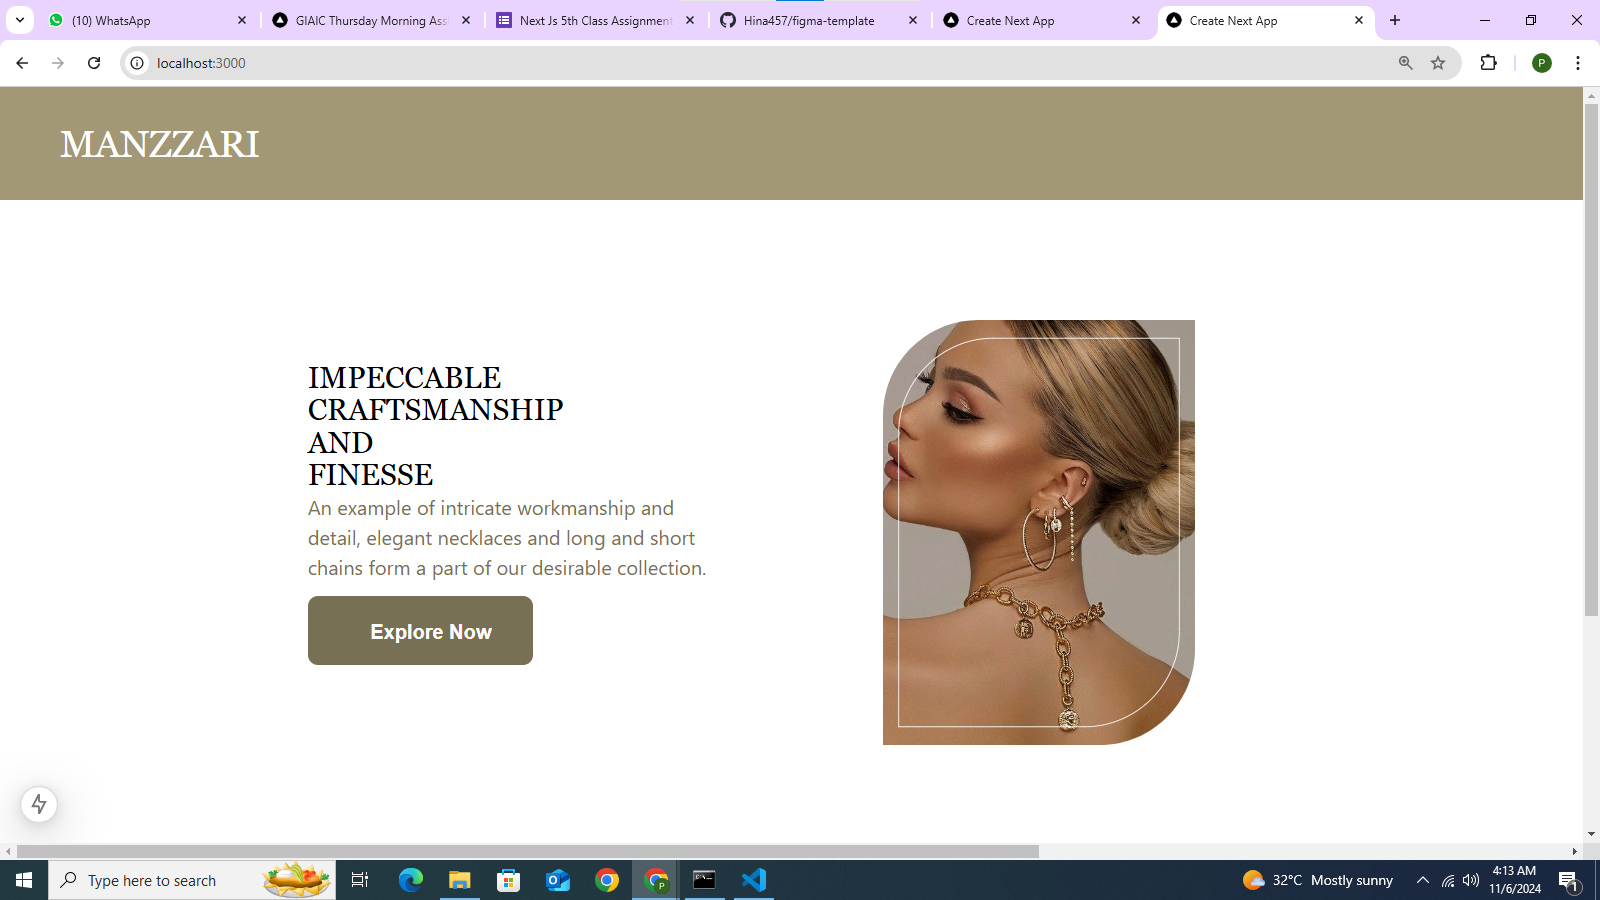 (10) WhatsApp
GIAIC Thursday Morning Ass
Next Js 5th Class Assignment
Hina457/figma-template
Create Next App
Create Next App
localhost:3000
P
MANZZARI
IMPECCABLE
CRAFTSMANSHIP
AND
FINESSE
An example of intricate workmanship and
detail, elegant necklaces and long and short
chains form a part of our desirable collection.
Explore Now
Type here to search
P
32°C Mostly sunny
4:13 AM
11/6/2024
1